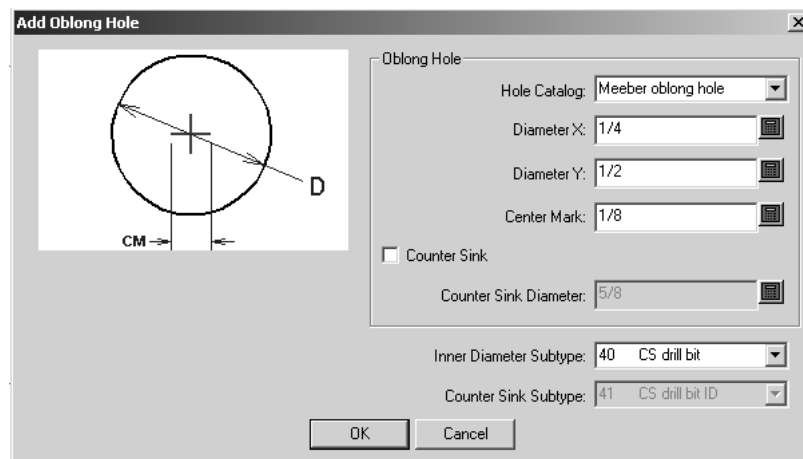 Add Oblong Hole
D
CM
Oblong Hole
Hole Catalog: Meeber oblong hole
Diameter X: 1/4
Diameter Y: 1/2
Center Mark: 1/8
Counter Sink
Counter Sink Diameter: 5/8
Inner Diameter Subtype: 40 CS drill bit
Counter Sink Subtype: 41 CS drill bit ID
OK Cancel